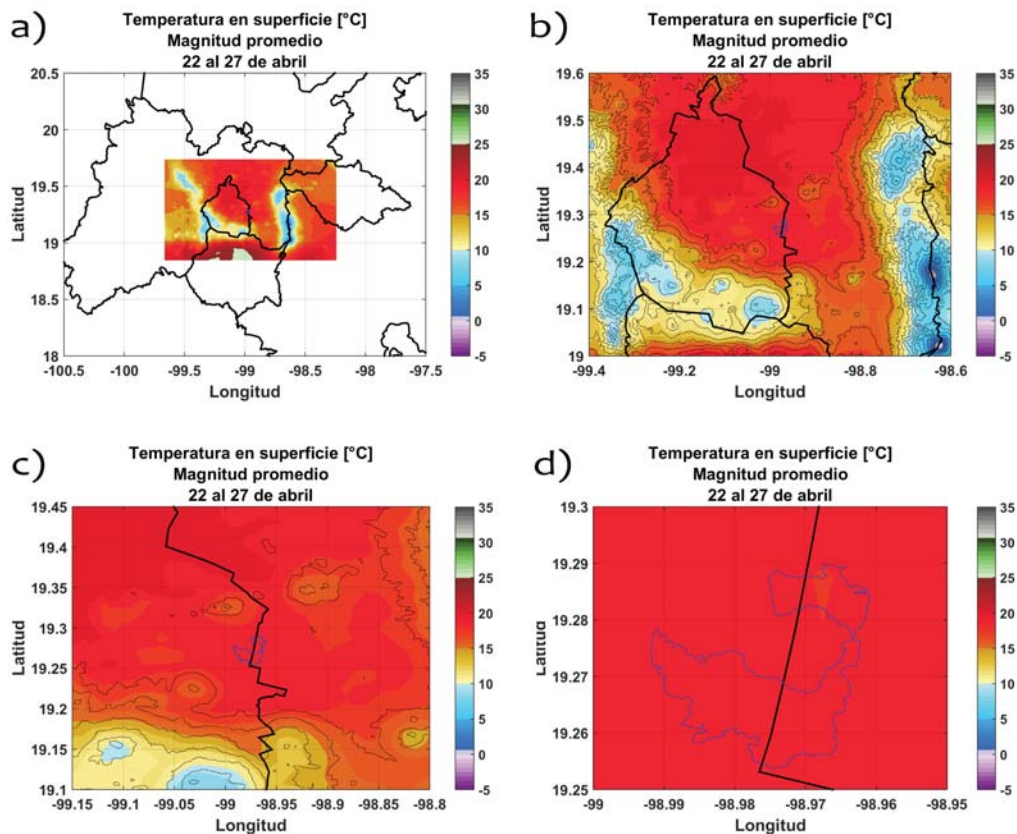 a)
Temperatura en superficie [°C]
Magnitud promedio
22 al 27 de abril
20.5
20
19.5
19
18.5
18
Latitud
-100.5 -100 -99.5 -99 -98.5 -98 -97.5
Longitud
35
30
25
20
15
10
5
0
-5
b)
Temperatura en superficie [°C]
Magnitud promedio
22 al 27 de abril
19.6
19.5
19.4
19.3
19.2
19.1
19
Latitud
-99.4 -99.2 -99 -98.8 -98.6
Longitud
35
30
25
20
15
10
5
0
-5
c)
Temperatura en superficie [°C]
Magnitud promedio
22 al 27 de abril
19.45
19.4
19.35
19.3
19.25
19.2
19.15
19.1
Latitud
-99.15 -99.1 -99.05 -99 -98.95 -98.9 -98.85 -98.8
Longitud
35
30
25
20
15
10
5
0
-5
d)
Temperatura en superficie [°C]
Magnitud promedio
22 al 27 de abril
19.3
19.29
19.28
19.27
19.26
19.25
Latitud
-99 -98.99 -98.98 -98.97 -98.96 -98.95
Longitud
35
30
25
20
15
10
5
0
-5